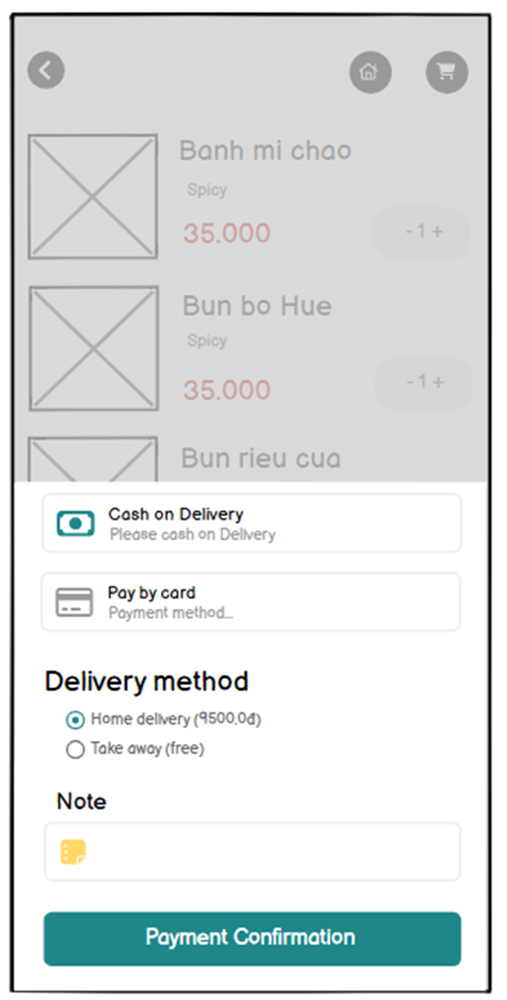 Banh mi chao
Spicy
35.000
- 1 +
Bun bo Hue
Spicy
35.000
- 1 +
Bun rieu cua
Cash on Delivery
Please cash on Delivery
Pay by card
Payment method...
Delivery method
Home delivery (9500.0đ)
Take away (free)
Note
Payment Confirmation